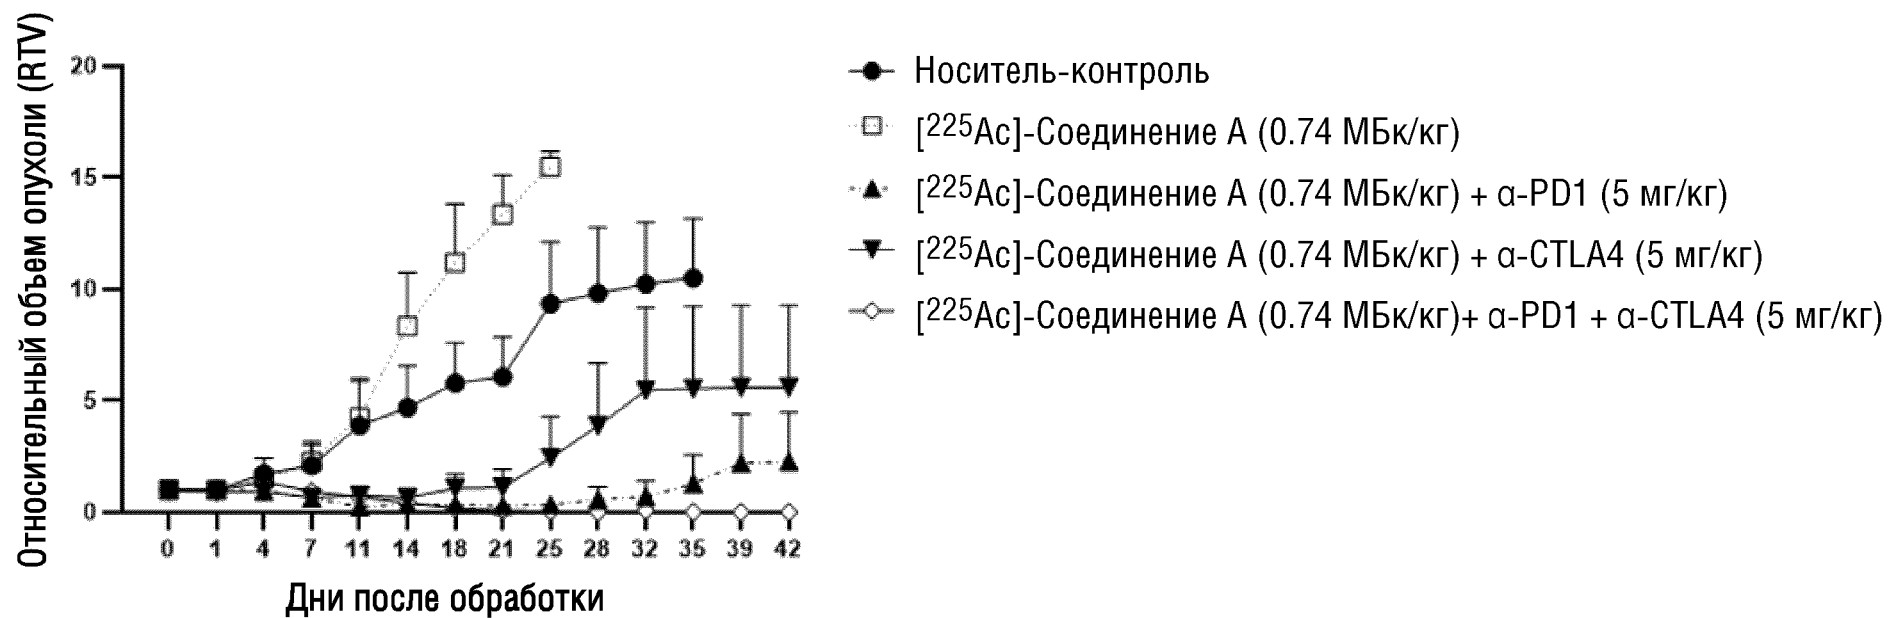 Относительный объем опухоли (RTV)
20
15
10
5
0
0 1 4 7 11 14 18 21 25 28 32 35 39 42
Дни после обработки
Носитель-контроль
[225Ac]-Соединение А (0.74 МБк/кг)
[225Ac]-Соединение А (0.74 МБк/кг) + α-PD1 (5 мг/кг)
[225Ac]-Соединение А (0.74 МБк/кг) + α-CTLA4 (5 мг/кг)
[225Ac]-Соединение А (0.74 МБк/кг)+ α-PD1 + α-CTLA4 (5 мг/кг)